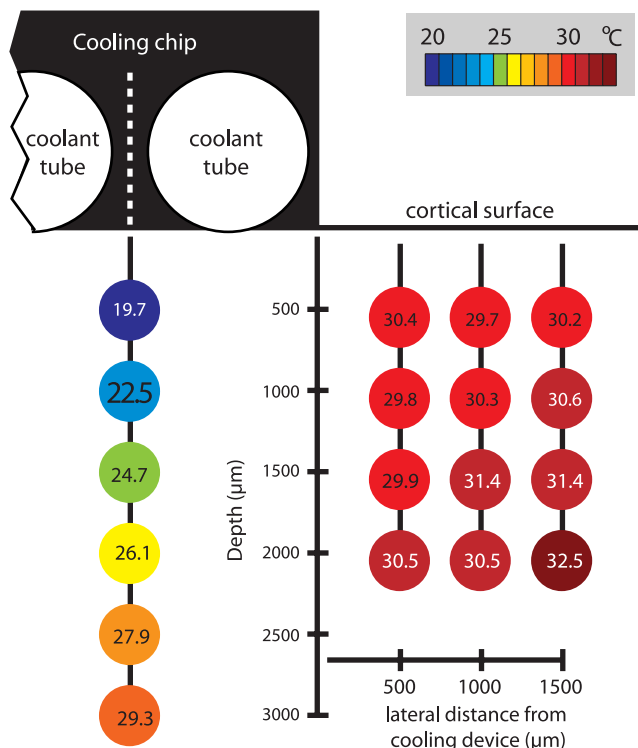 Cooling chip
coolant
tube
coolant
tube
20 25 30 ºC
cortical surface
19.7
22.5
24.7
26.1
27.9
29.3
Depth (µm)
500
1000
1500
2000
2500
3000
30.4 29.7 30.2
29.8 30.3 30.6
29.9 31.4 31.4
30.5 30.5 32.5
500 1000 1500
lateral distance from
cooling device (µm)